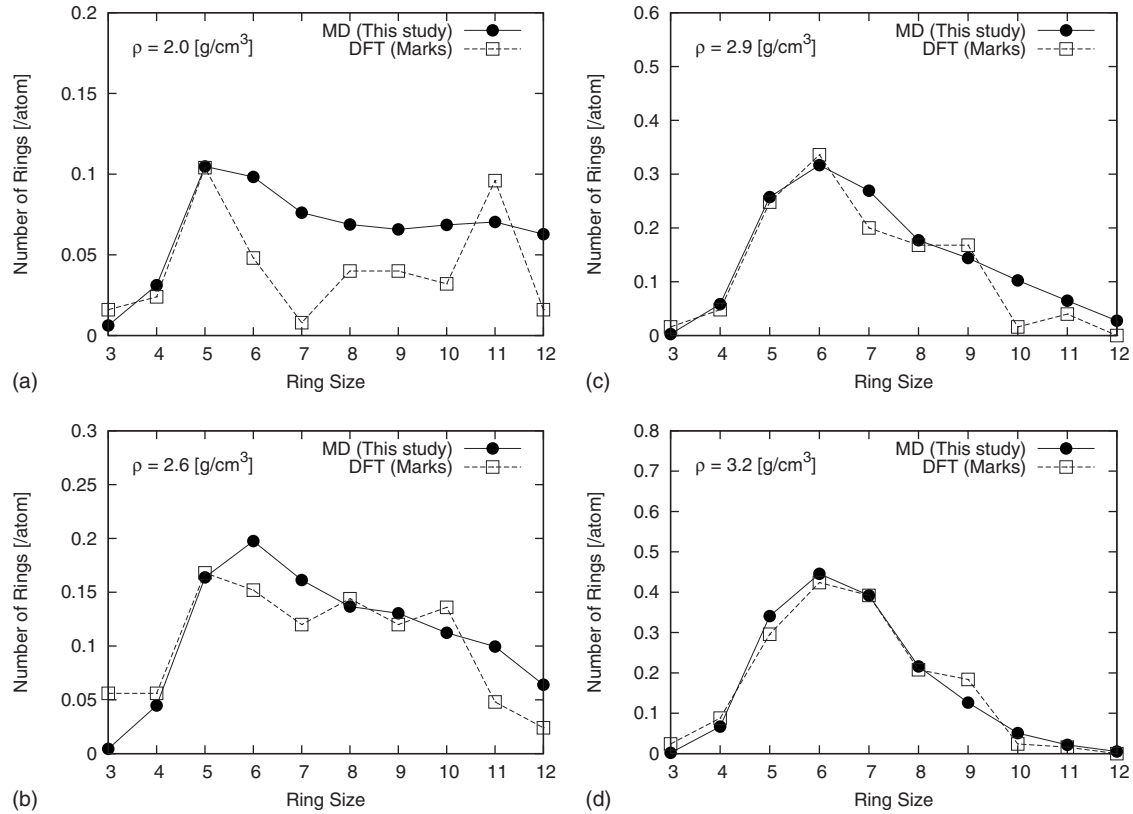 0.2
0.15
0.1
0.05
0
Number of Rings [/atom]
ρ = 2.0 [g/cm³]
MD (This study)
DFT (Marks)
3 4 5 6 7 8 9 10 11 12
Ring Size
(a)
0.3
0.25
0.2
0.15
0.1
0.05
0
Number of Rings [/atom]
ρ = 2.6 [g/cm³]
MD (This study)
DFT (Marks)
3 4 5 6 7 8 9 10 11 12
Ring Size
(b)
0.6
0.5
0.4
0.3
0.2
0.1
0
Number of Rings [/atom]
ρ = 2.9 [g/cm³]
MD (This study)
DFT (Marks)
3 4 5 6 7 8 9 10 11 12
Ring Size
(c)
0.8
0.7
0.6
0.5
0.4
0.3
0.2
0.1
0
Number of Rings [/atom]
ρ = 3.2 [g/cm³]
MD (This study)
DFT (Marks)
3 4 5 6 7 8 9 10 11 12
Ring Size
(d)